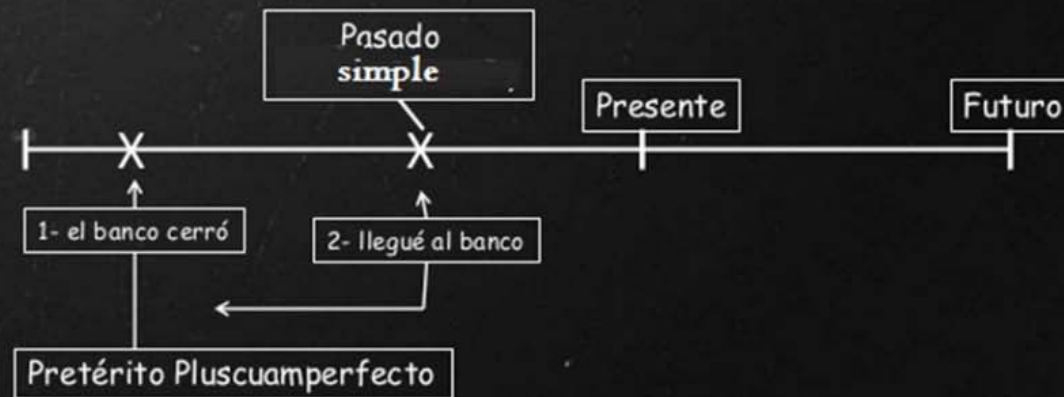 Pasado
simple
Presente
Futuro
1- el banco cerró
2- llegué al banco
Pretérito Pluscuamperfecto